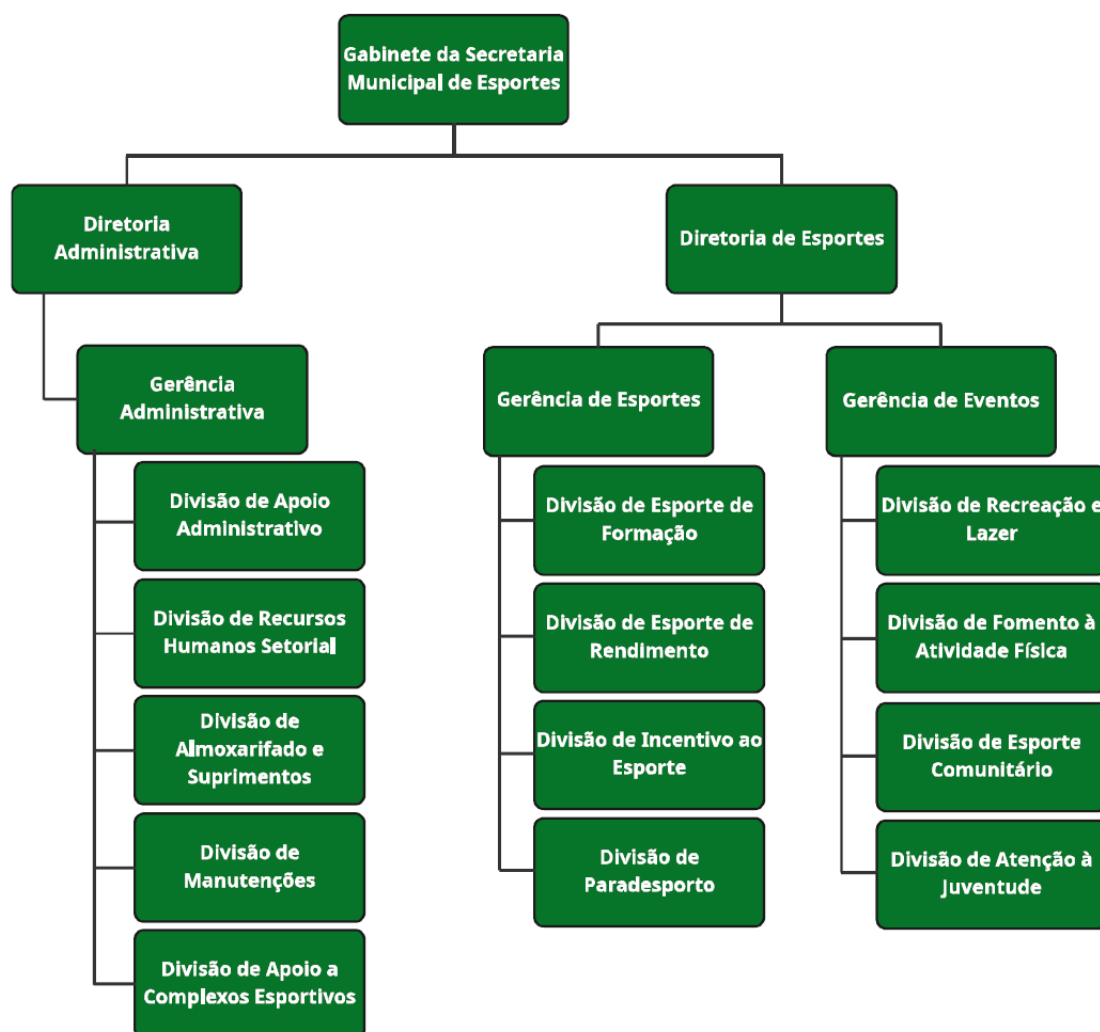 Gabinete da Secretaria
Municipal de Esportes
Diretoria
Administrativa
Diretoria de Esportes
Gerência
Administrativa
Gerência de Esportes
Gerência de Eventos
Divisão de Apoio
Administrativo
Divisão de Recursos
Humanos Setorial
Divisão de
Almoxarifado e
Suprimentos
Divisão de
Manutenções
Divisão de Apoio a
Complexos Esportivos
Divisão de Esporte de
Formação
Divisão de Esporte de
Rendimento
Divisão de Incentivo ao
Esporte
Divisão de
Paradesporto
Divisão de Recreação e
Lazer
Divisão de Fomento à
Atividade Física
Divisão de Esporte
Comunitário
Divisão de Atenção à
Juventude